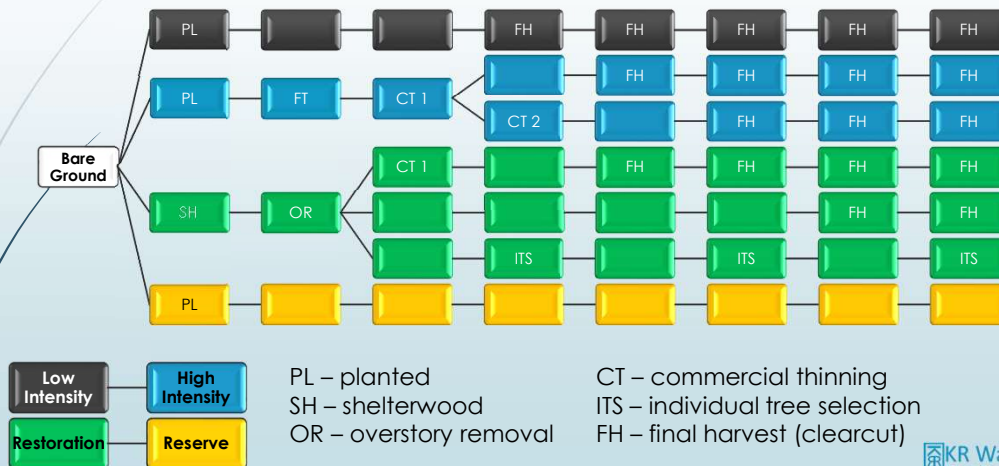 PL FH FH FH FH FH
FH FH FH FH
PL FT CT 1
CT 2 FH FH FH
Bare
Ground
CT 1 FH FH FH FH
SH OR FH FH
ITS ITS ITS
PL
Low
Intensity
High
Intensity
Restoration
Reserve
PL – planted
SH – shelterwood
OR – overstory removal
CT – commercial thinning
ITS – individual tree selection
FH – final harvest (clearcut)
KR Wa